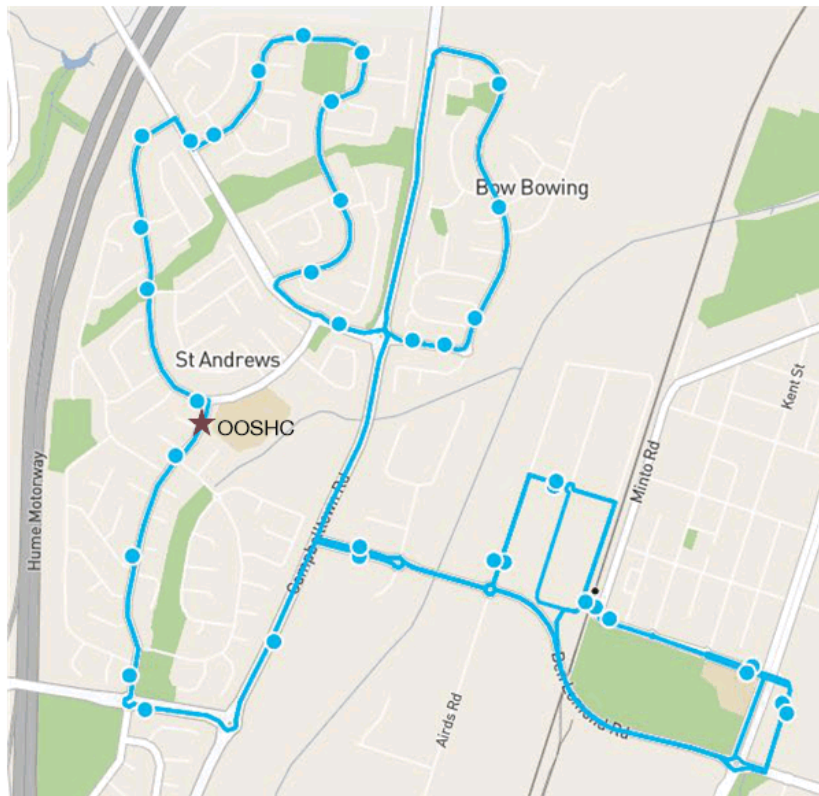 Bow Bowing
St Andrews
OOSHC
Kent St
Minto Rd
Hume Motorway
Campbelltown Rd
Airds Rd
Ben Lomond Rd